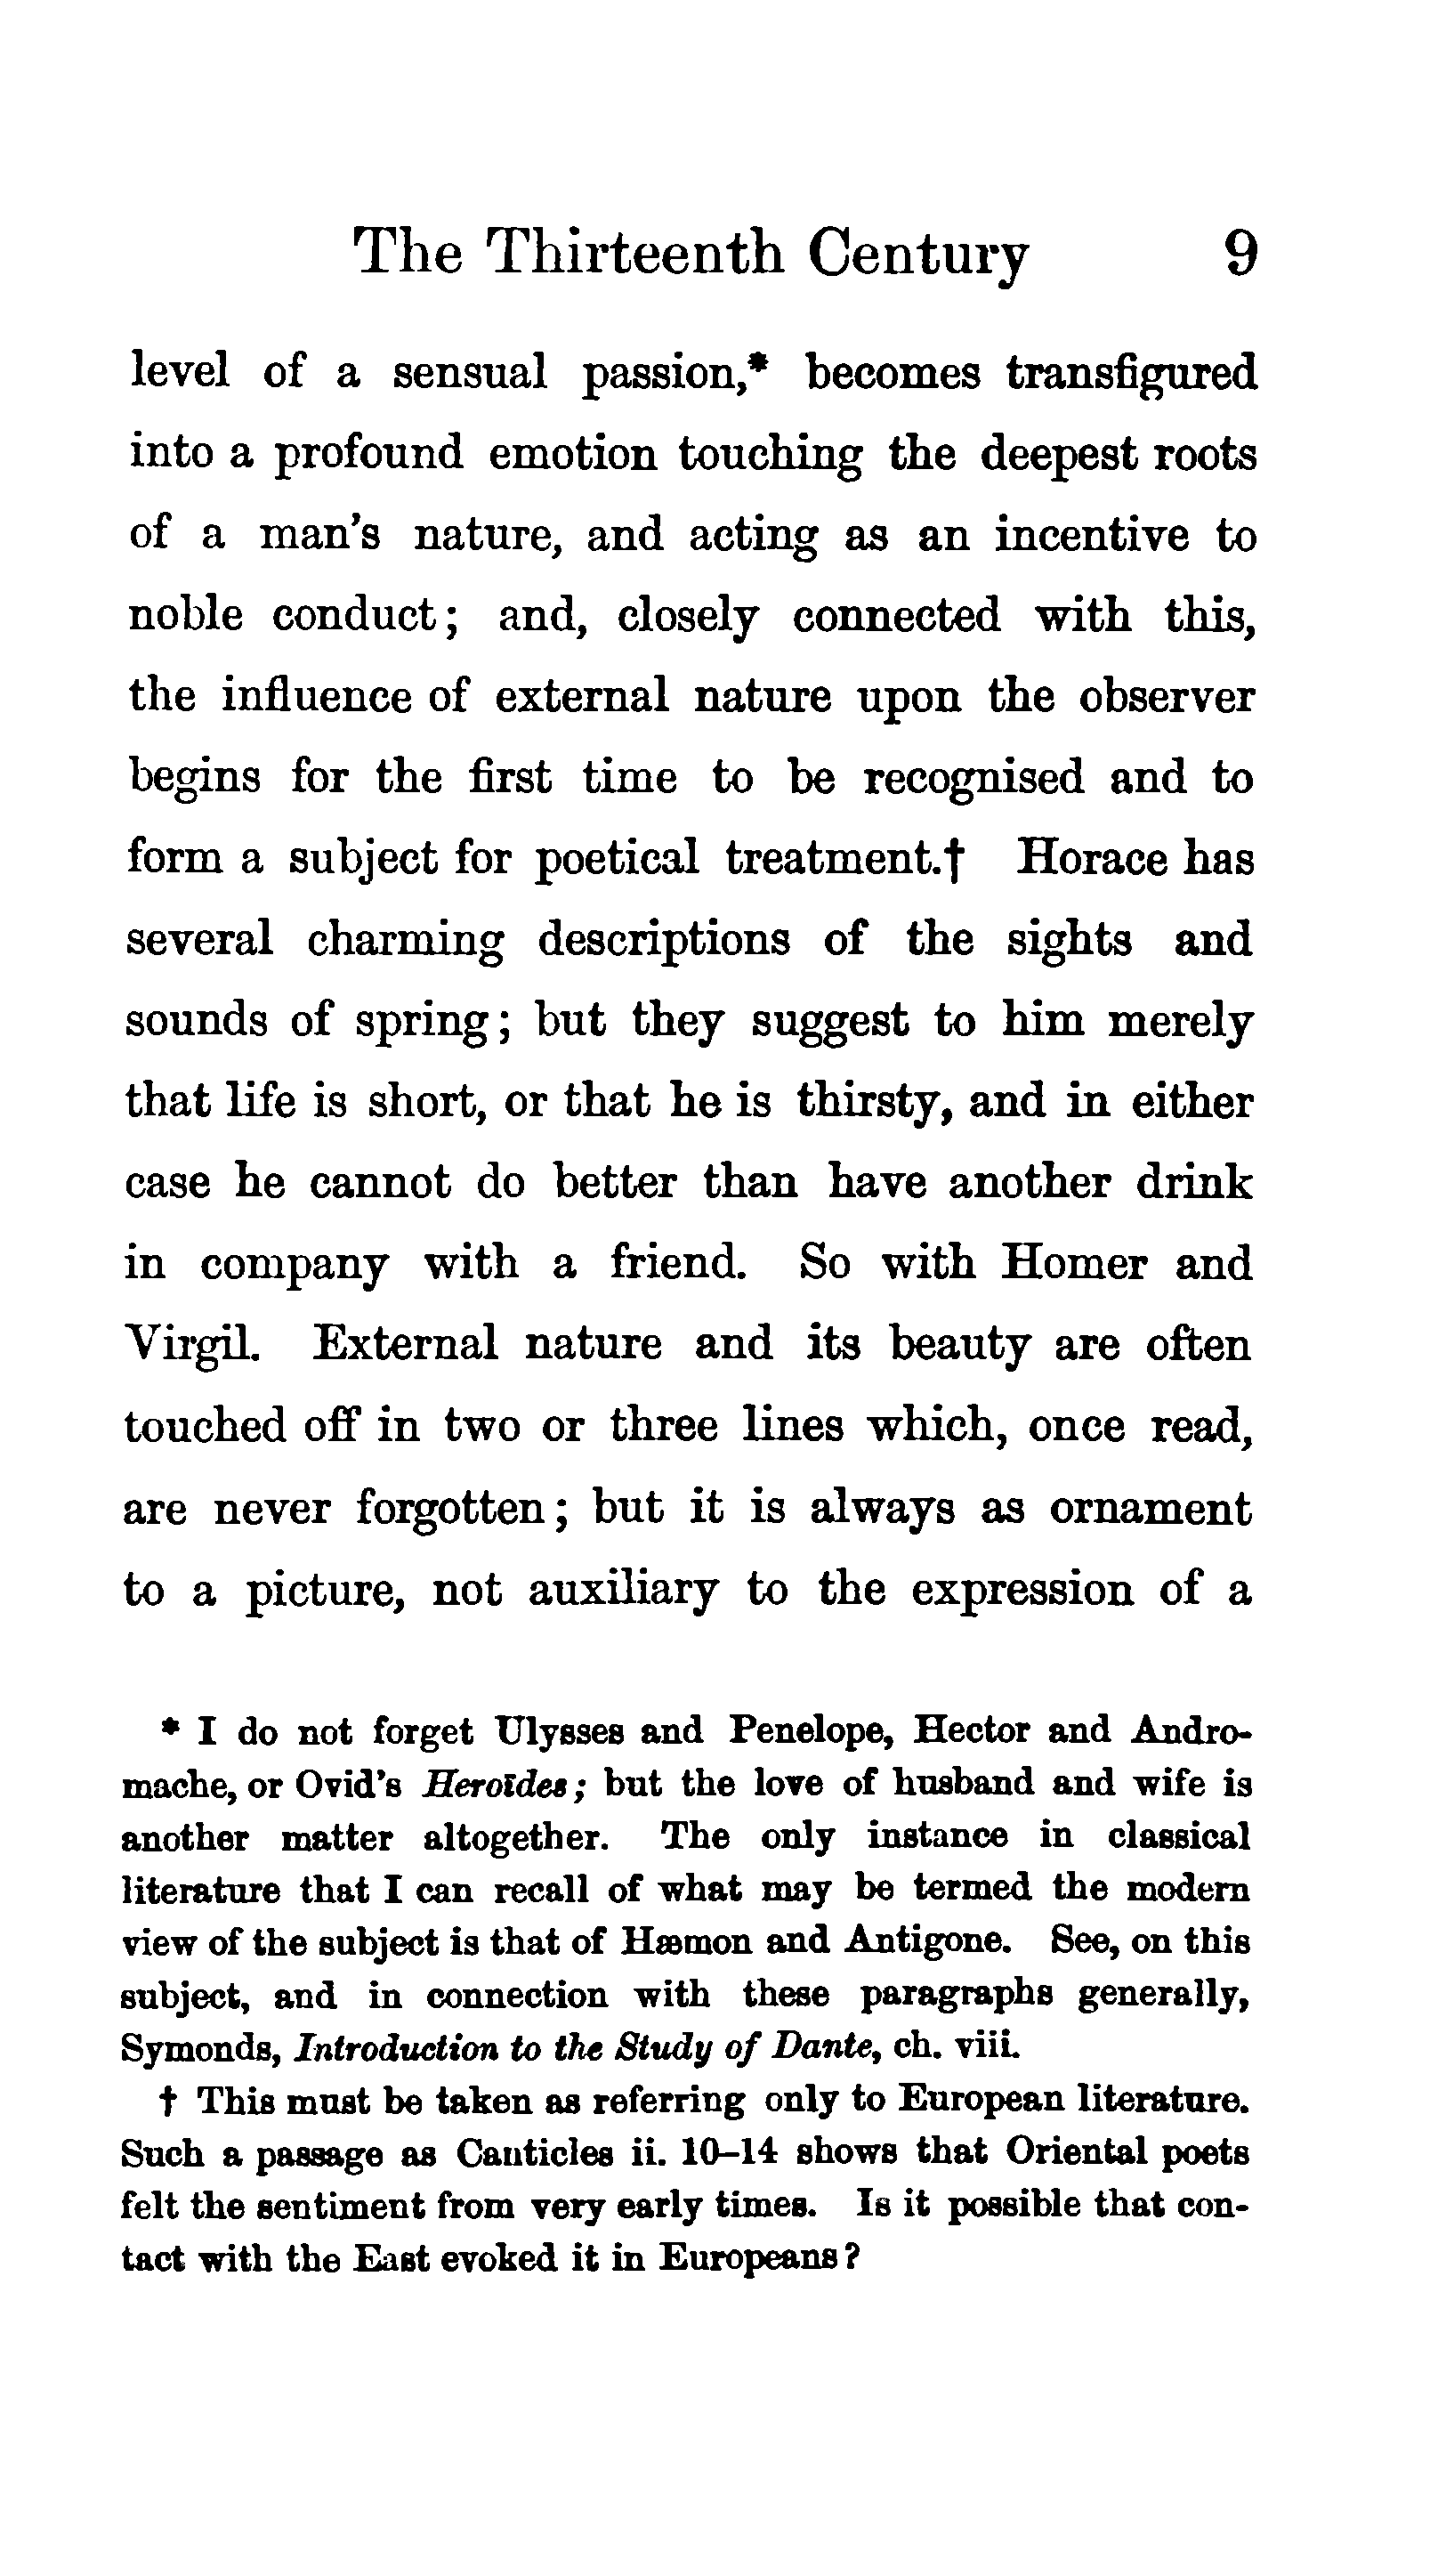 The Thirteenth Century 9
level of a sensual passion,* becomes transfigured
into a profound emotion touching the deepest roots
of a man's nature, and acting as an incentive to
noble conduct; and, closely connected with this,
the influence of external nature upon the observer
begins for the first time to be recognised and to
form a subject for poetical treatment.† Horace has
several charming descriptions of the sights and
sounds of spring; but they suggest to him merely
that life is short, or that he is thirsty, and in either
case he cannot do better than have another drink
in company with a friend. So with Homer and
Virgil. External nature and its beauty are often
touched off in two or three lines which, once read,
are never forgotten; but it is always as ornament
to a picture, not auxiliary to the expression of a
* I do not forget Ulysses and Penelope, Hector and Andro-
mache, or Ovid's Heroïdes; but the love of husband and wife is
another matter altogether. The only instance in classical
literature that I can recall of what may be termed the modern
view of the subject is that of Hæmon and Antigone. See, on this
subject, and in connection with these paragraphs generally,
Symonds, Introduction to the Study of Dante, ch. viii.
† This must be taken as referring only to European literature.
Such a passage as Canticles ii. 10–14 shows that Oriental poets
felt the sentiment from very early times. Is it possible that con-
tact with the East evoked it in Europeans?